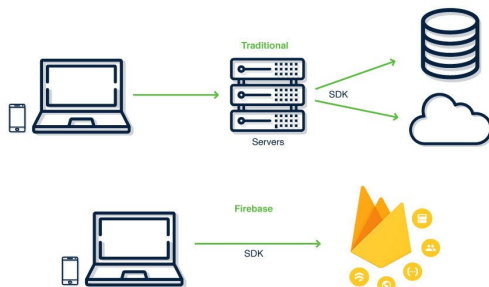 Traditional
SDK
Servers
Firebase
SDK